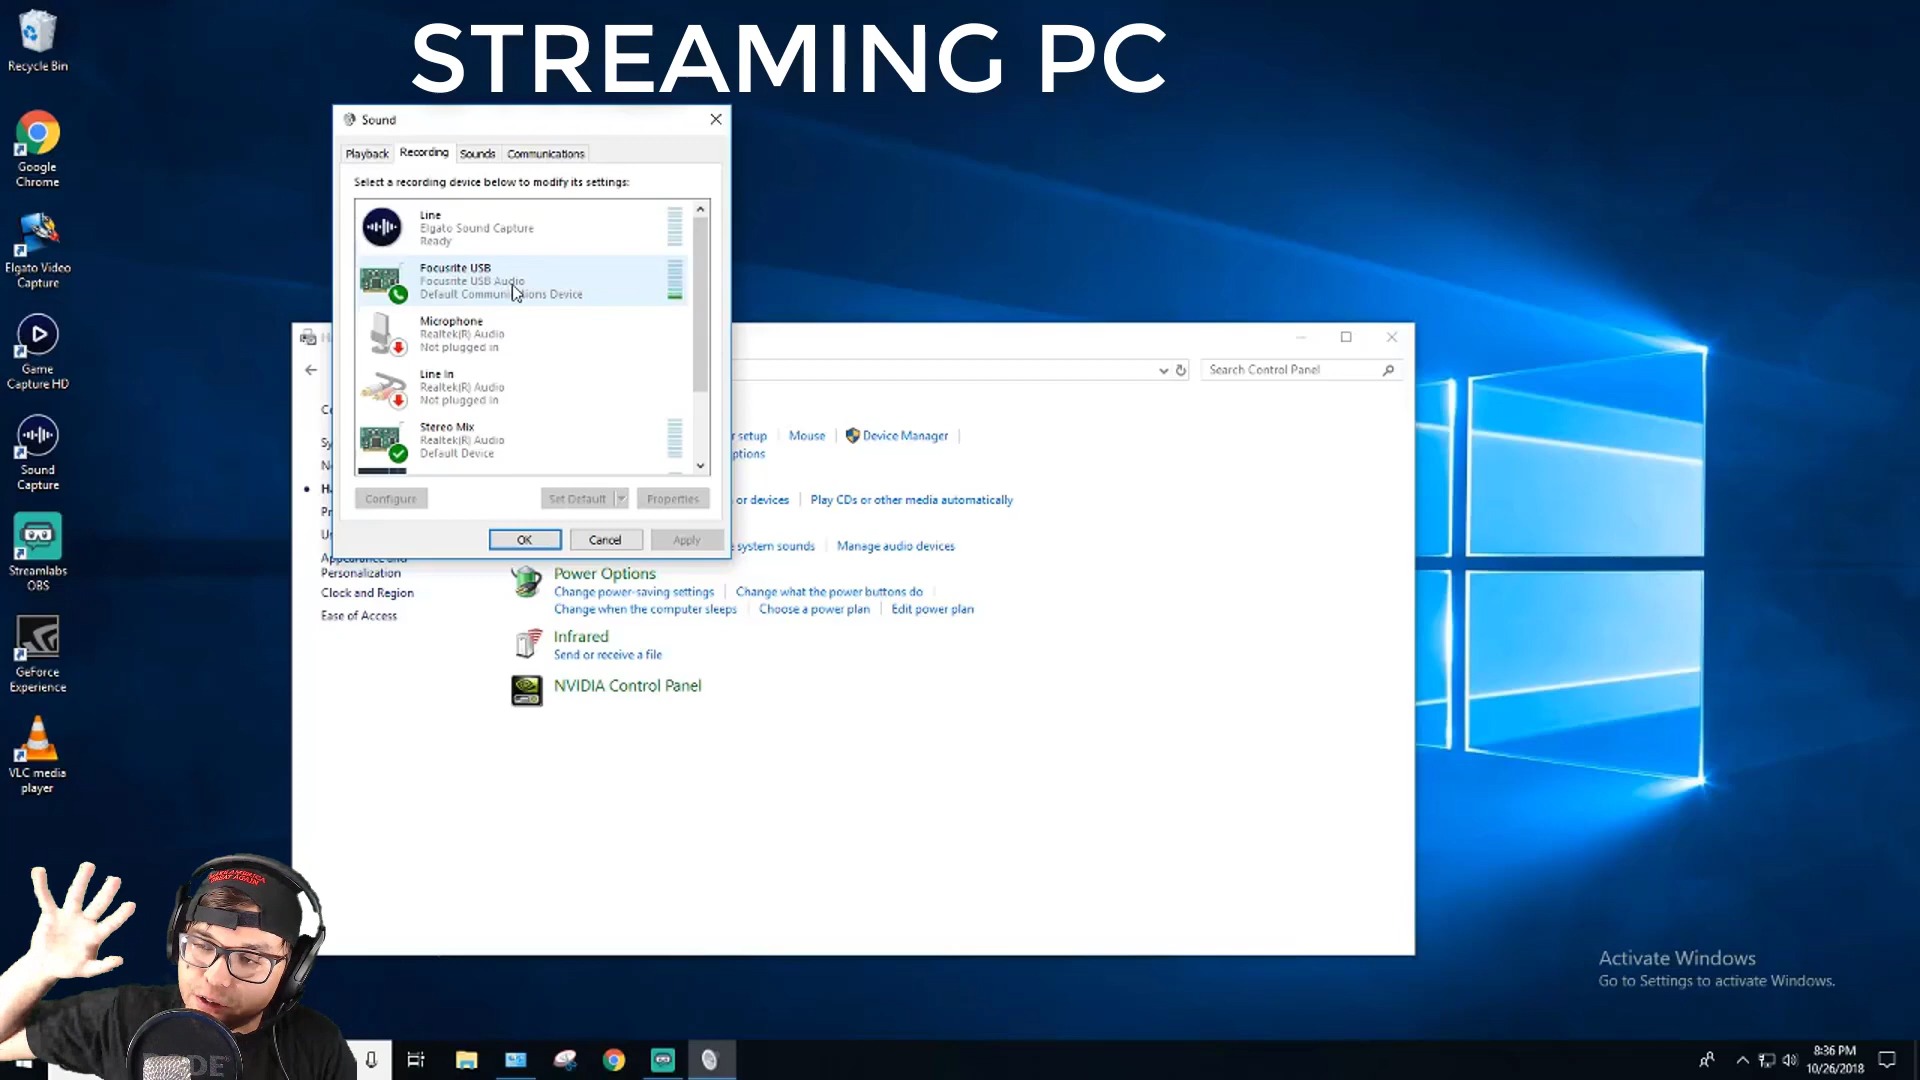 STREAMING PC
Recycle Bin
Google
Chrome
Elgato Video
Capture
Game
Capture HD
Sound
Capture
Streamlabs
OBS
GeForce
Experience
VLC media
player
Sound
Playback
Recording
Sounds
Communications
Select a recording device below to modify its settings:
Line
Elgato Sound Capture
Ready
Focusrite USB
Focusrite USB Audio
Default Communications Device
Microphone
Realtek(R) Audio
Not plugged in
Line In
Realtek(R) Audio
Not plugged in
Stereo Mix
Realtek(R) Audio
Default Device
Configure
Set Default
Properties
OK
Cancel
Apply
Search Control Panel
setup
Mouse
Device Manager
or devices
Play CDs or other media automatically
system sounds
Manage audio devices
Personalization
Clock and Region
Ease of Access
Power Options
Change power-saving settings
Change what the power buttons do
Change when the computer sleeps
Choose a power plan
Edit power plan
Infrared
Send or receive a file
NVIDIA Control Panel
Activate Windows
Go to Settings to activate Windows.
8:36 PM
10/26/2018